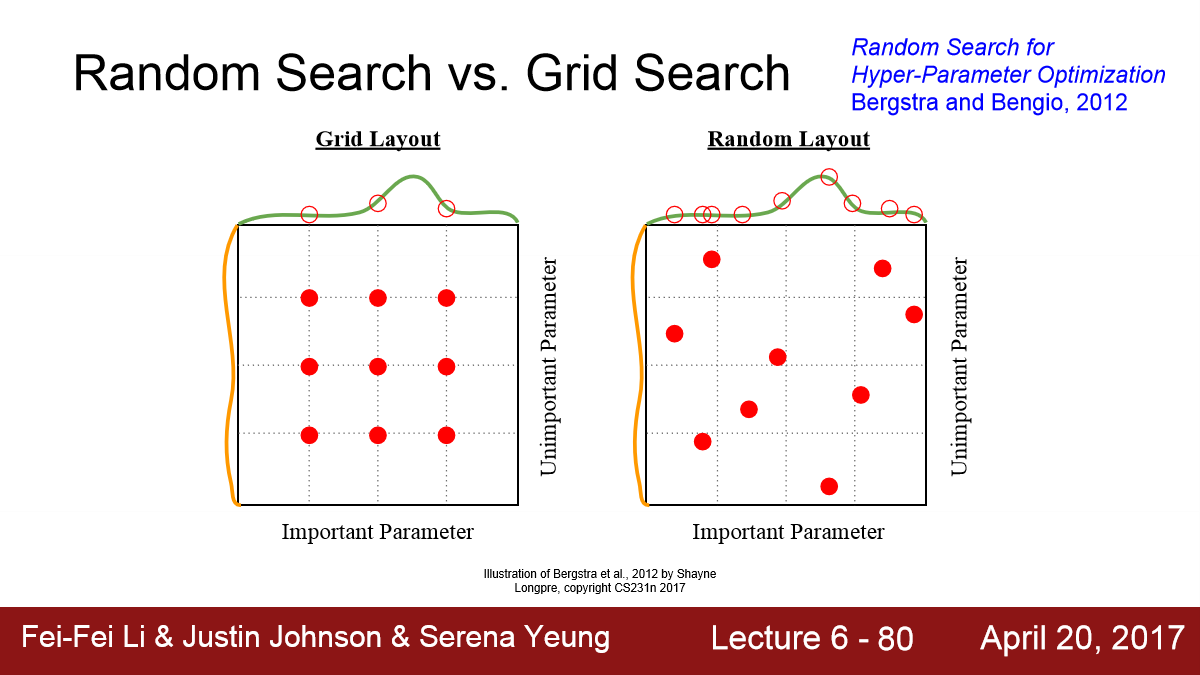 Random Search vs. Grid Search
Random Search for
Hyper-Parameter Optimization
Bergstra and Bengio, 2012
Grid Layout
Unimportant Parameter
Important Parameter
Random Layout
Unimportant Parameter
Important Parameter
Illustration of Bergstra et al., 2012 by Shayne
Longpre, copyright CS231n 2017
Fei-Fei Li & Justin Johnson & Serena Yeung
Lecture 6 - 80
April 20, 2017